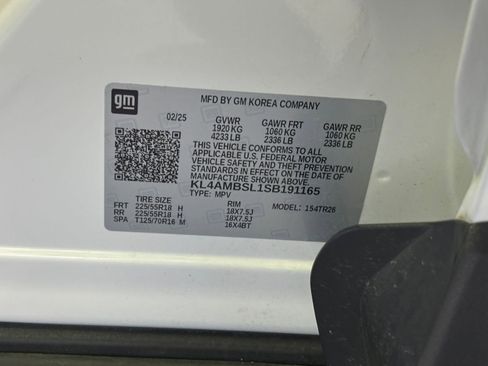 gm
MFD BY GM KOREA COMPANY
02/25 GVWR GAWR FRT GAWR RR
1920 KG 1060 KG 1060 KG
4233 LB 2336 LB 2336 LB
THIS VEHICLE CONFORMS TO ALL
APPLICABLE U.S. FEDERAL MOTOR
VEHICLE SAFETY, BUMPER, AND THEFT
PREVENTION STANDARDS IN EFFECT
ON THE DATE OF MANUFACTURE
SHOWN ABOVE.
KL4AMBSL1SB191165
TYPE: MPV MODEL: 154TR26
TIRE SIZE RIM
FRT 225/55R18 H 18X7.5J
RR 225/55R18 H 18X7.5J
SPA T125/70R16 M 16X4BT